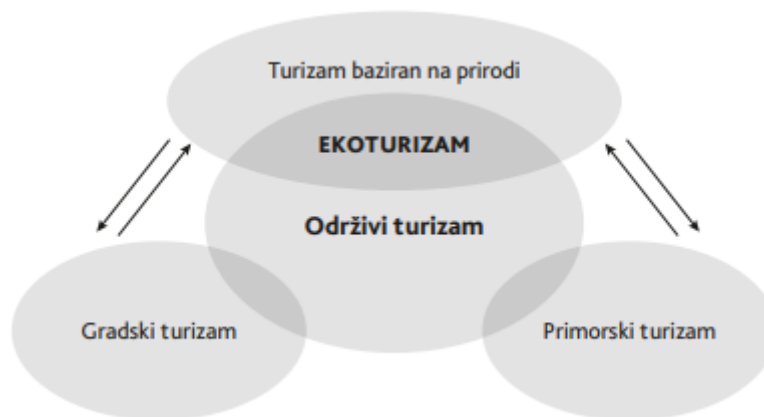 Turizam baziran na prirodi
EKOTURIZAM
Održivi turizam
Gradski turizam
Primorski turizam